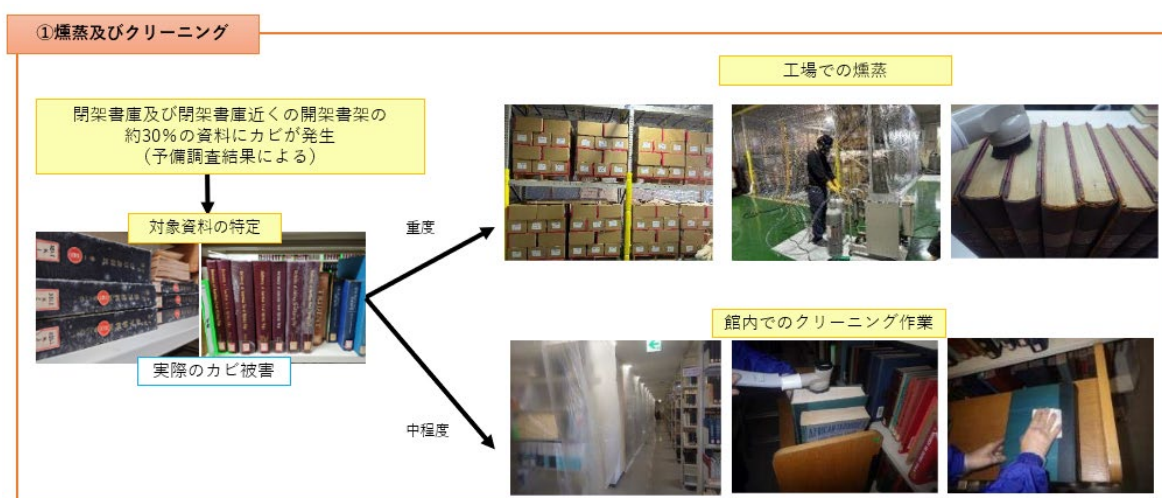 ①燻蒸及びクリーニング
工場での燻蒸
閉架書庫及び閉架書庫近くの開架書架の
約30％の資料にカビが発生
（予備調査結果による）
対象資料の特定
重度
実際のカビ被害
館内でのクリーニング作業
中程度